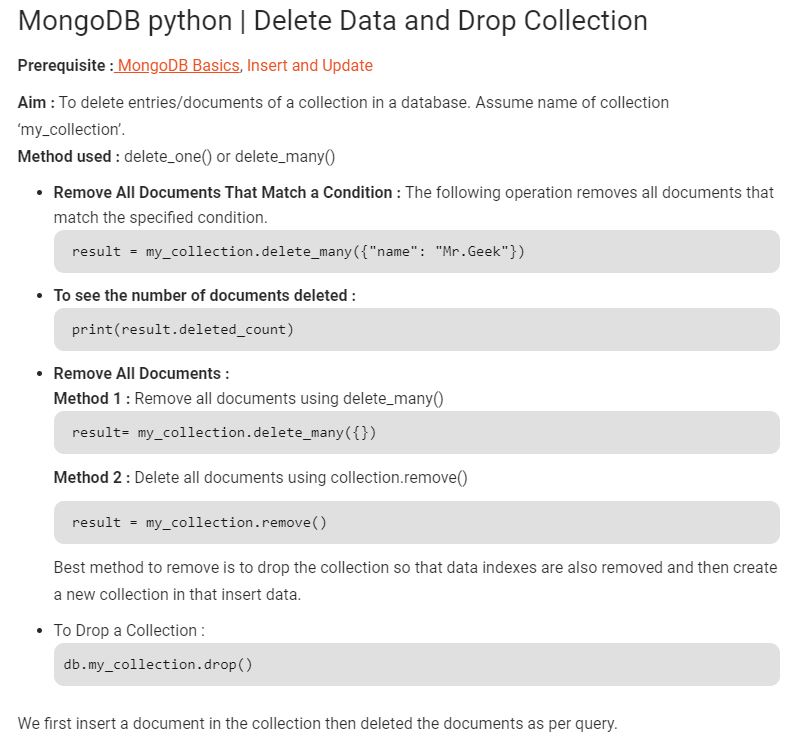 MongoDB python | Delete Data and Drop Collection
Prerequisite : MongoDB Basics, Insert and Update
Aim : To delete entries/documents of a collection in a database. Assume name of collection
‘my_collection’.
Method used : delete_one() or delete_many()
• Remove All Documents That Match a Condition : The following operation removes all documents that
match the specified condition.
result = my_collection.delete_many({"name": "Mr.Geek"})
• To see the number of documents deleted :
print(result.deleted_count)
• Remove All Documents :
Method 1 : Remove all documents using delete_many()
result= my_collection.delete_many({})
Method 2 : Delete all documents using collection.remove()
result = my_collection.remove()
Best method to remove is to drop the collection so that data indexes are also removed and then create
a new collection in that insert data.
• To Drop a Collection :
db.my_collection.drop()
We first insert a document in the collection then deleted the documents as per query.